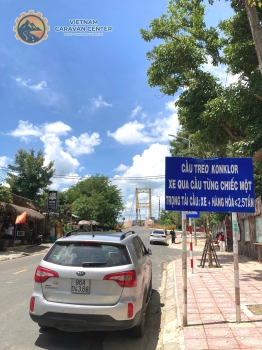 VIETNAM
CARAVAN CENTER
CẦU TREO KONKLOR
XE QUA CẦU TỪNG CHIẾC MỘT
TRỌNG TẢI CẦU: XE + HÀNG HÓA <2,5TẤN
86A